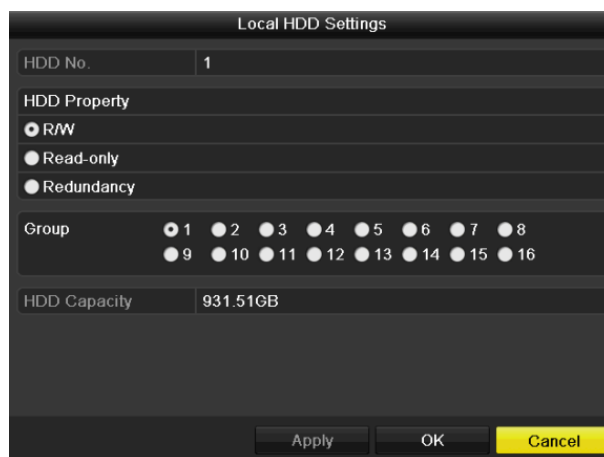 Local HDD Settings
HDD No. 1
HDD Property
R/W
Read-only
Redundancy
Group 1 2 3 4 5 6 7 8
9 10 11 12 13 14 15 16
HDD Capacity 931.51GB
Apply OK Cancel